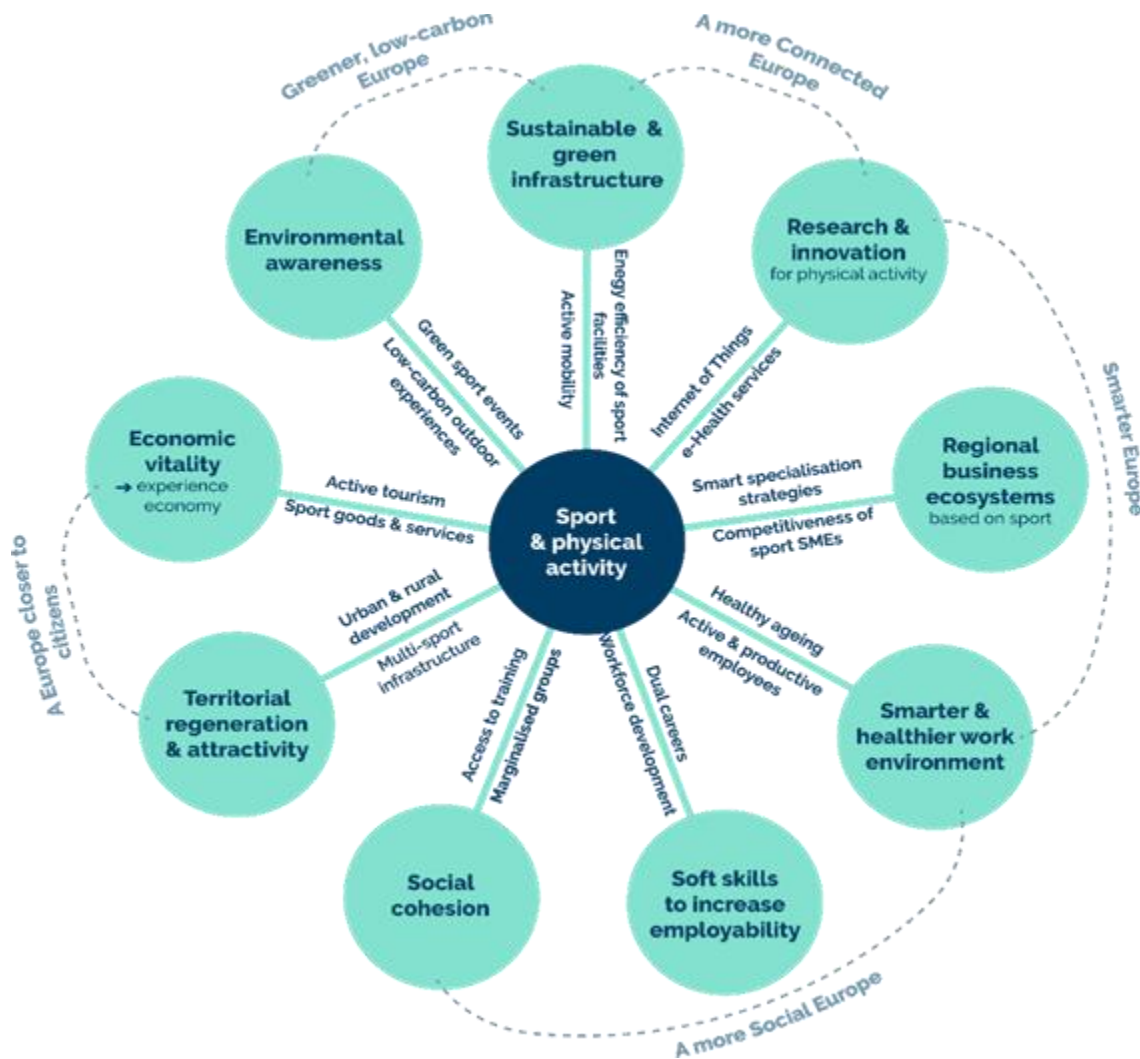 Greener, low-carbon
Europe
A more Connected
Europe
Sustainable &
green
infrastructure
Environmental
awareness
Research &
innovation
for physical activity
Green sport events
Low-carbon outdoor
experiences
Active mobility
Enegy efficiency of sport
facilities
Internet of Things
e-Health services
Smarter Europe
Economic
vitality
➔ experience
economy
Active tourism
Sport goods & services
Sport
& physical
activity
Smart specialisation
strategies
Competitiveness of
sport SMEs
Regional
business
ecosystems
based on sport
A Europe closer to
citizens
Urban & rural
development
Multi-sport
infrastructure
Territorial
regeneration
& attractivity
Access to training
Marginalised groups
Workforce development
Dual careers
Healthy ageing
Active & productive
employees
Smarter &
healthier work
environment
Social
cohesion
Soft skills
to increase
employability
A more Social Europe